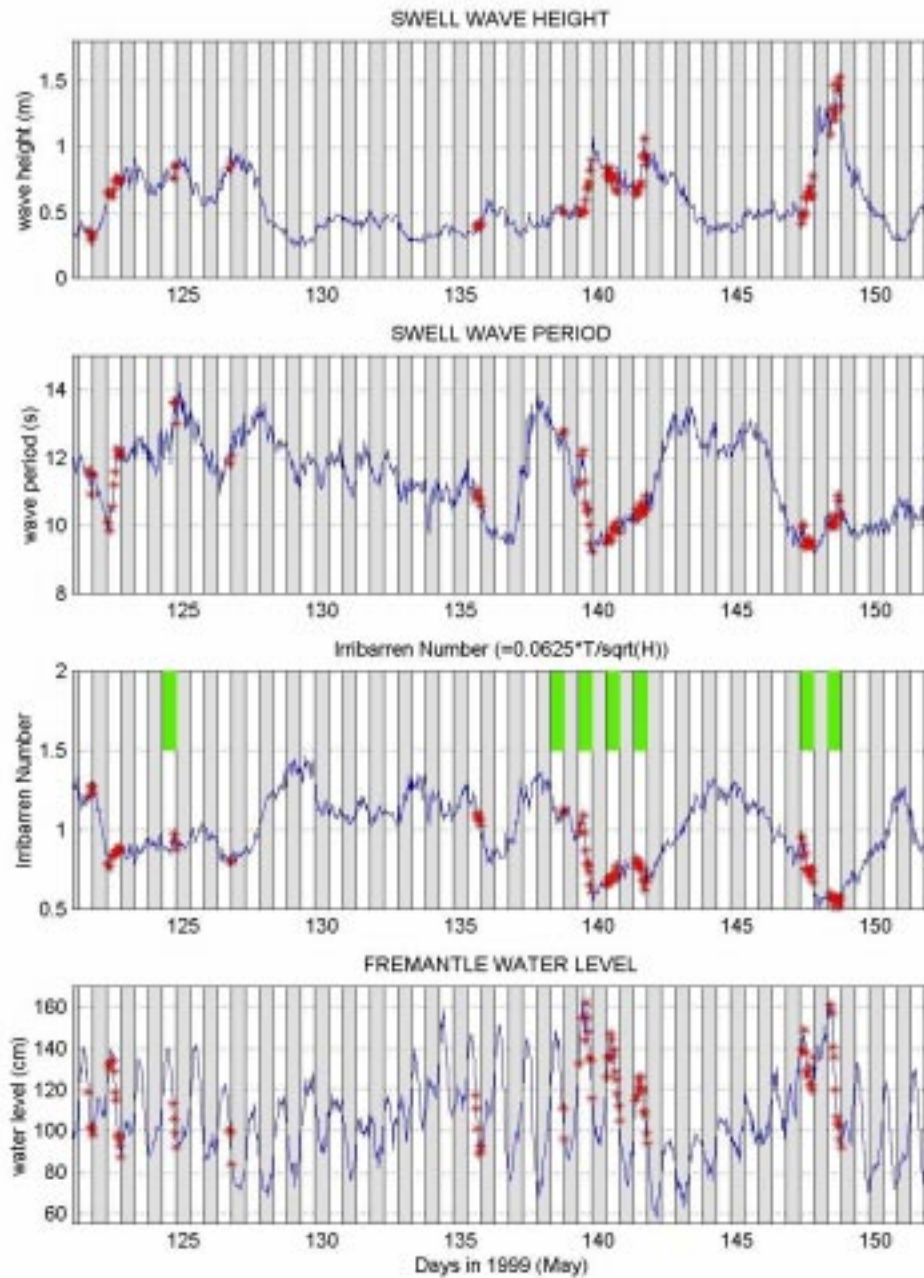 SWELL WAVE HEIGHT
wave height (m)
1.5
1
0.5
0
125 130 135 140 145 150
SWELL WAVE PERIOD
wave period (s)
14
12
10
8
125 130 135 140 145 150
Irribarren Number (=0.0625*T/sqrt(H))
Irribarren Number
2
1.5
1
0.5
125 130 135 140 145 150
FREMANTLE WATER LEVEL
water level (cm)
160
140
120
100
80
60
125 130 135 140 145 150
Days in 1999 (May)